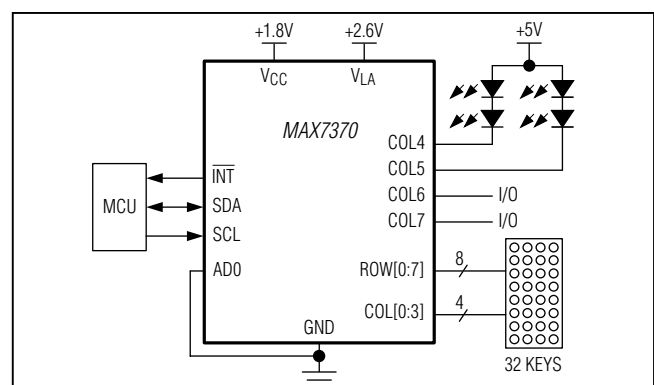 +1.8V
+2.6V
+5V
VCC
VLA
MAX7370
COL4
COL5
INT
MCU
SDA
SCL
COL6
I/O
COL7
I/O
AD0
ROW[0:7]
8
COL[0:3]
4
GND
32 KEYS